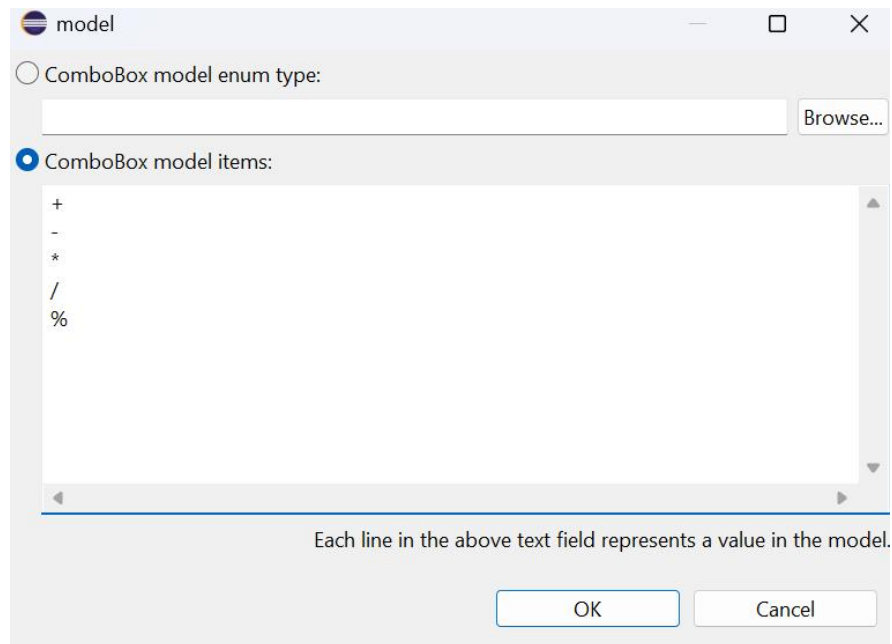 model
ComboBox model enum type:
Browse...
ComboBox model items:
+
-
*
/
%
Each line in the above text field represents a value in the model.
OK
Cancel